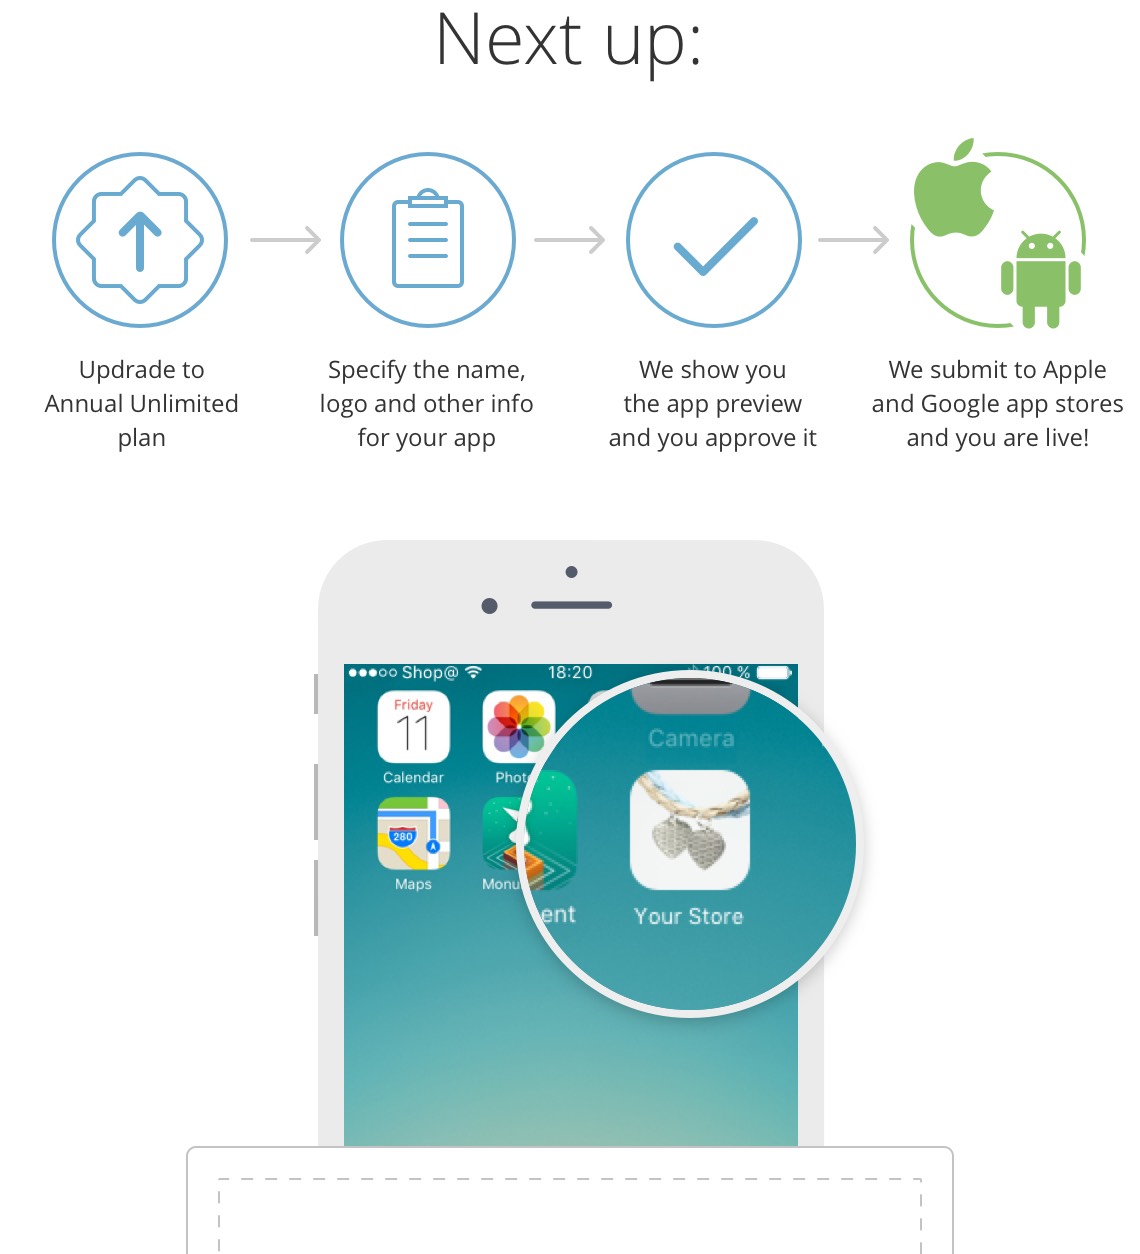 Next up:
Updrade to
Annual Unlimited
plan
Specify the name,
logo and other info
for your app
We show you
the app preview
and you approve it
We submit to Apple
and Google app stores
and you are live!
Shop@ 18:20 100 %
Friday
11
Calendar
Camera
280
Maps
ent
Your Store